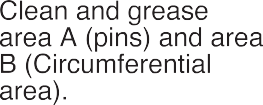 Clean and grease
area A (pins) and area
B (Circumferential
area).